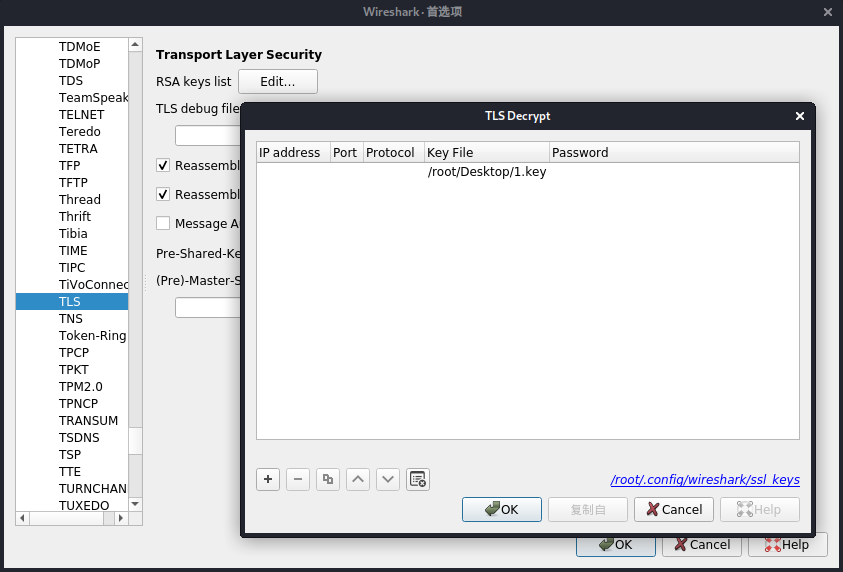 Wireshark · 首选项
TDMoE
TDMoP
TDS
TeamSpeak
TELNET
Teredo
TETRA
TFP
TFTP
Thread
Thrift
Tibia
TIME
TIPC
TiVoConnec
TLS
TNS
Token-Ring
TPCP
TPKT
TPM2.0
TPNCP
TRANSUM
TSDNS
TSP
TTE
TURNCHAN
TUXEDO
Transport Layer Security
RSA keys list Edit…
TLS debug file
Reassembl
Reassembl
Message A
Pre-Shared-Ke
(Pre)-Master-S
TLS Decrypt
IP address Port Protocol Key File Password
/root/Desktop/1.key
/root/.config/wireshark/ssl_keys
OK 复制自 Cancel Help
OK Cancel Help